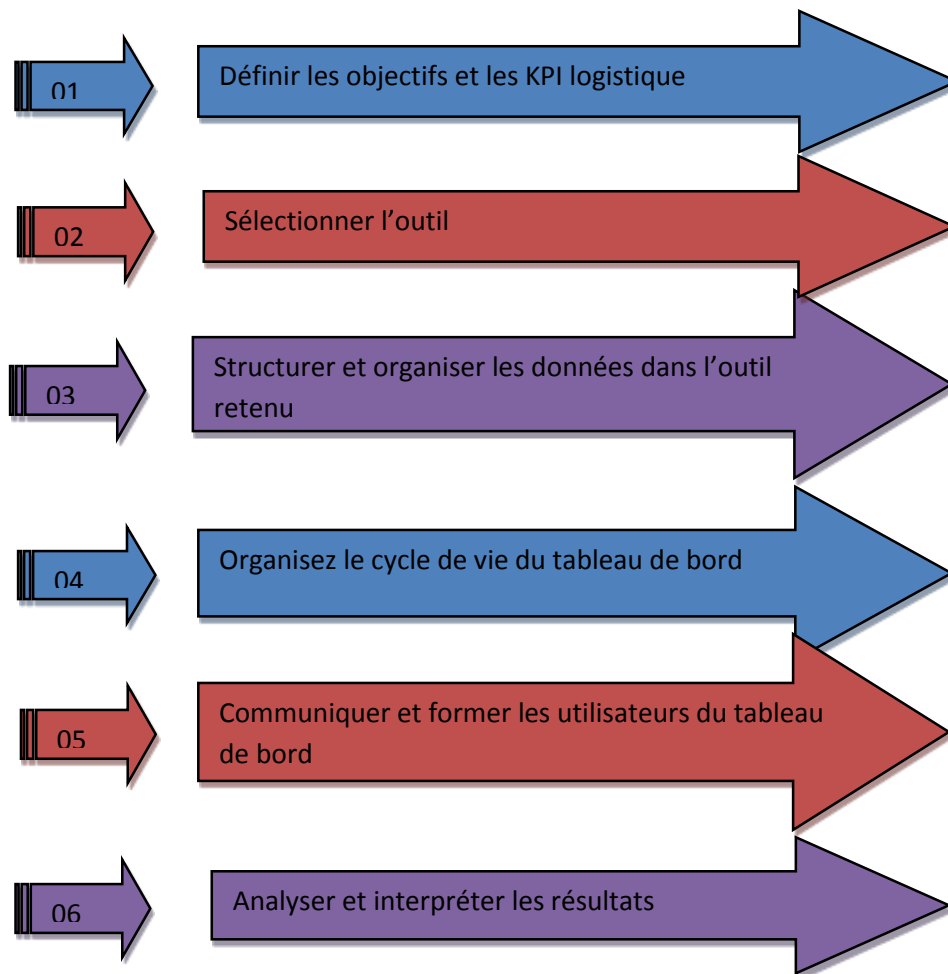 01
Définir les objectifs et les KPI logistique
02
Sélectionner l’outil
03
Structurer et organiser les données dans l’outil
retenu
04
Organisez le cycle de vie du tableau de bord
05
Communiquer et former les utilisateurs du tableau
de bord
06
Analyser et interpréter les résultats